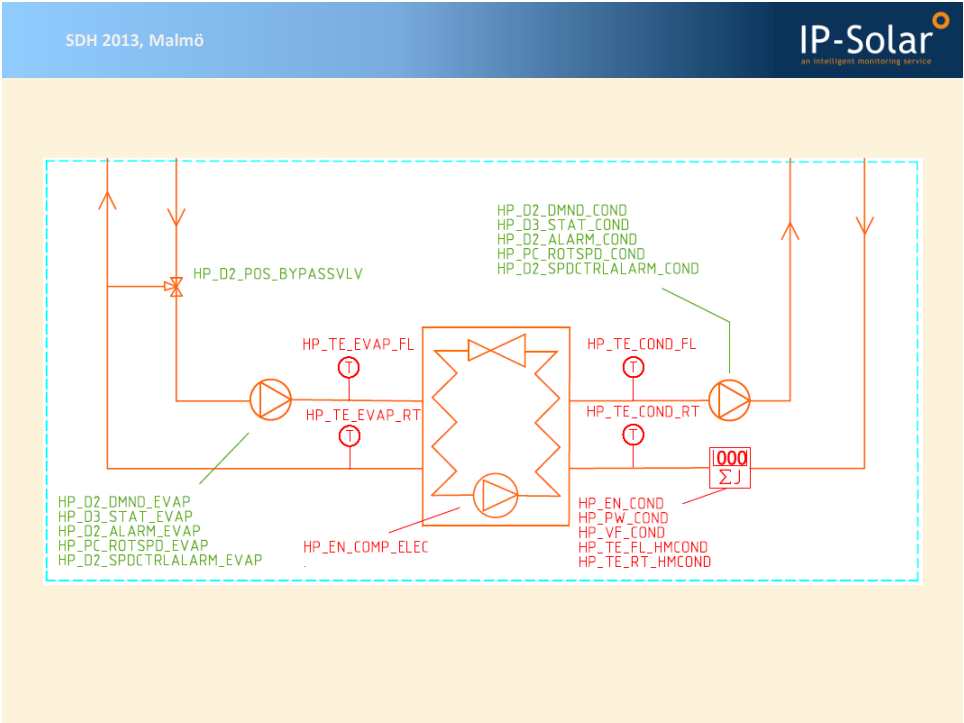 SDH 2013, Malmö
IP-Solar
an intelligent monitoring service
HP_D2_DMND_COND
HP_D3_STAT_COND
HP_D2_ALARM_COND
HP_PC_ROTSPD_COND
HP_D2_SPDCTRLALARM_COND
HP_D2_POS_BYPASSVLV
HP_TE_EVAP_FL
HP_TE_COND_FL
T
T
HP_TE_EVAP_RT
HP_TE_COND_RT
T
T
000
ΣJ
HP_D2_DMND_EVAP
HP_D3_STAT_EVAP
HP_D2_ALARM_EVAP
HP_PC_ROTSPD_EVAP
HP_D2_SPDCTRLALARM_EVAP
HP_EN_COMP_ELEC
HP_EN_COND
HP_PW_COND
HP_VF_COND
HP_TE_FL_HMCOND
HP_TE_RT_HMCOND